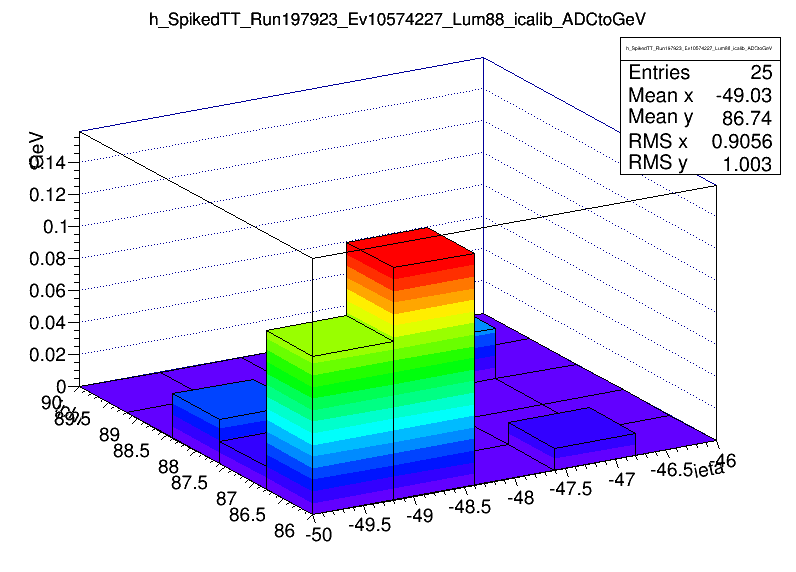 h_SpikedTT_Run197923_Ev10574227_Lum88_icalib_ADCtoGeV
h_SpikedTT_Run197923_Ev10574227_Lum88_icalib_ADCtoGeV
Entries 25
Mean x -49.03
Mean y 86.74
RMS x 0.9056
RMS y 1.003
GeV
0.14
0.12
0.1
0.08
0.06
0.04
0.02
0
90
89.5
89
88.5
88
87.5
87
86.5
86
-50
-49.5
-49
-48.5
-48
-47.5
-47
-46.5
-46
ieta